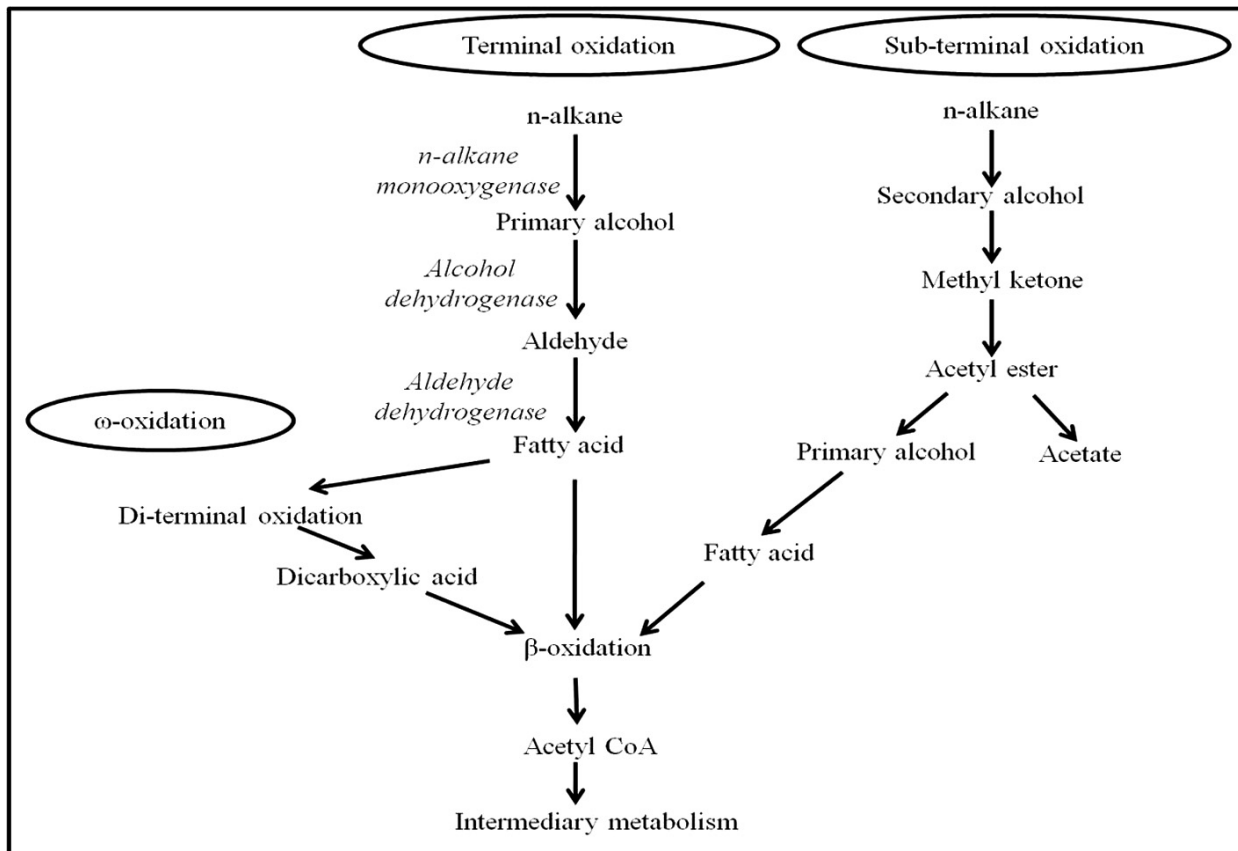 Terminal oxidation
Sub-terminal oxidation
n-alkane
n-alkane
n-alkane
monooxygenase
Secondary alcohol
Primary alcohol
Alcohol
dehydrogenase
Methyl ketone
Aldehyde
Acetyl ester
Aldehyde
dehydrogenase
ω-oxidation
Fatty acid
Primary alcohol
Acetate
Di-terminal oxidation
Fatty acid
Dicarboxylic acid
β-oxidation
Acetyl CoA
Intermediary metabolism